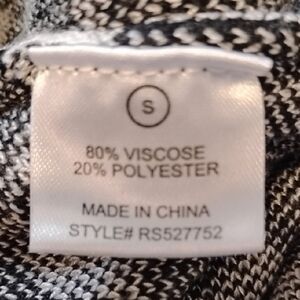 S
80% VISCOSE
20% POLYESTER
MADE IN CHINA
STYLE# RS527752